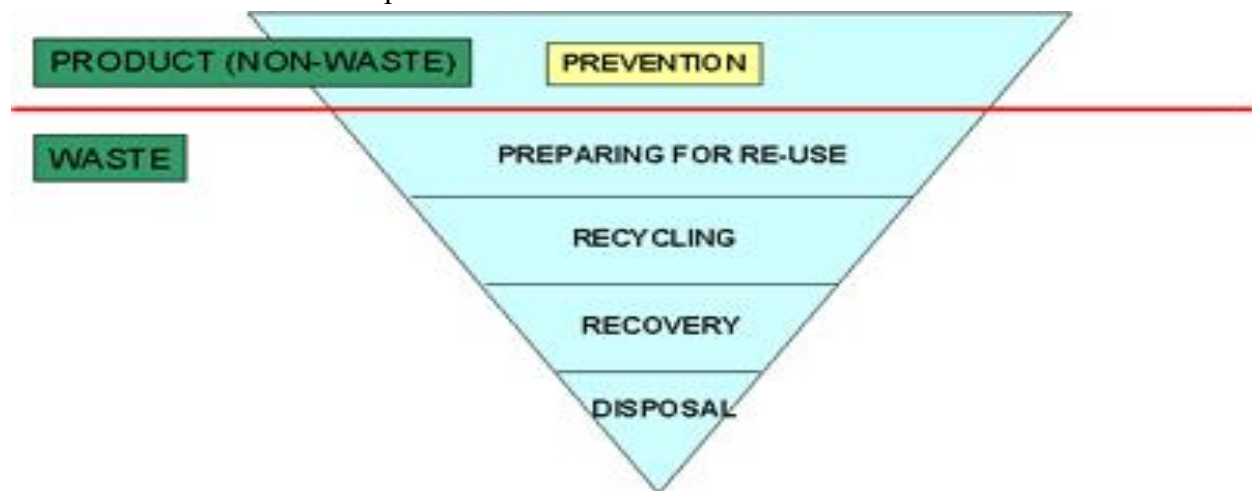 PRODUCT (NON-WASTE)
PREVENTION
WASTE
PREPARING FOR RE-USE
RECYCLING
RECOVERY
DISPOSAL